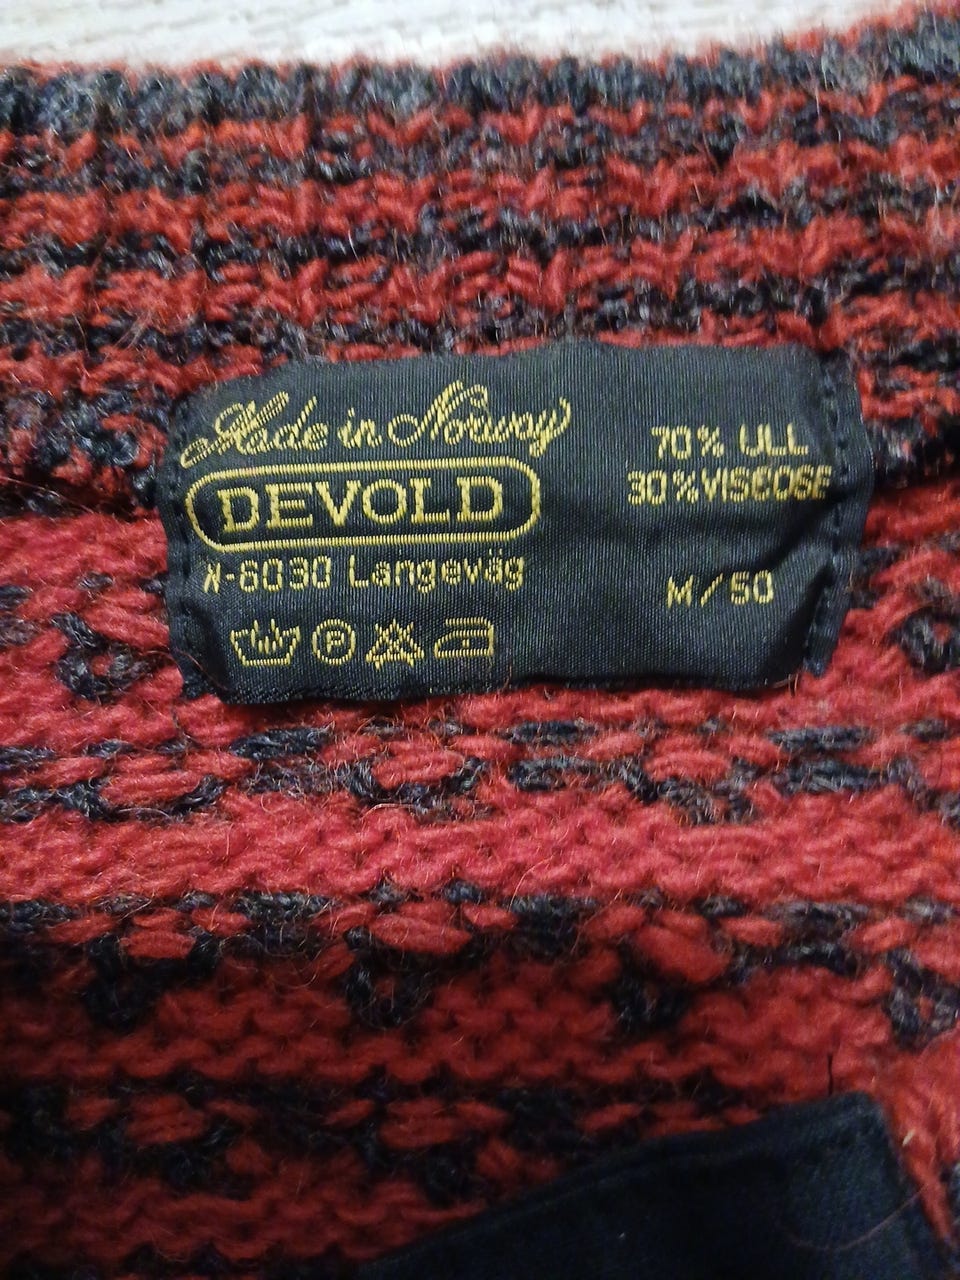 Made in Norway
DEVOLD
N-6030 Langevåg
P
70% ULL
30% VISCOSE
M/50